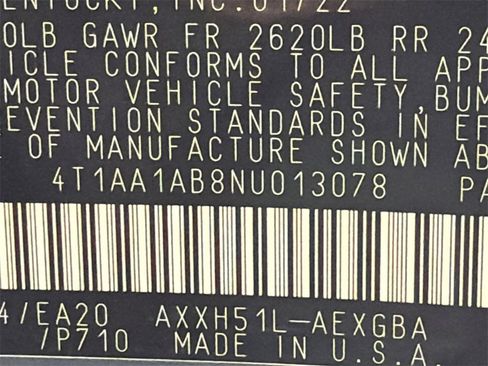 ENTUCKY, INC. 01/22
0LB GAWR FR 2620LB RR 24
ICLE CONFORMS TO ALL APP
MOTOR VEHICLE SAFETY, BUM
EVENTION STANDARDS IN EF
OF MANUFACTURE SHOWN AB
4T1AA1AB8NU013078 PA
4/EA20 AXXH51L-AEXGBA
/P710 MADE IN U.S.A.